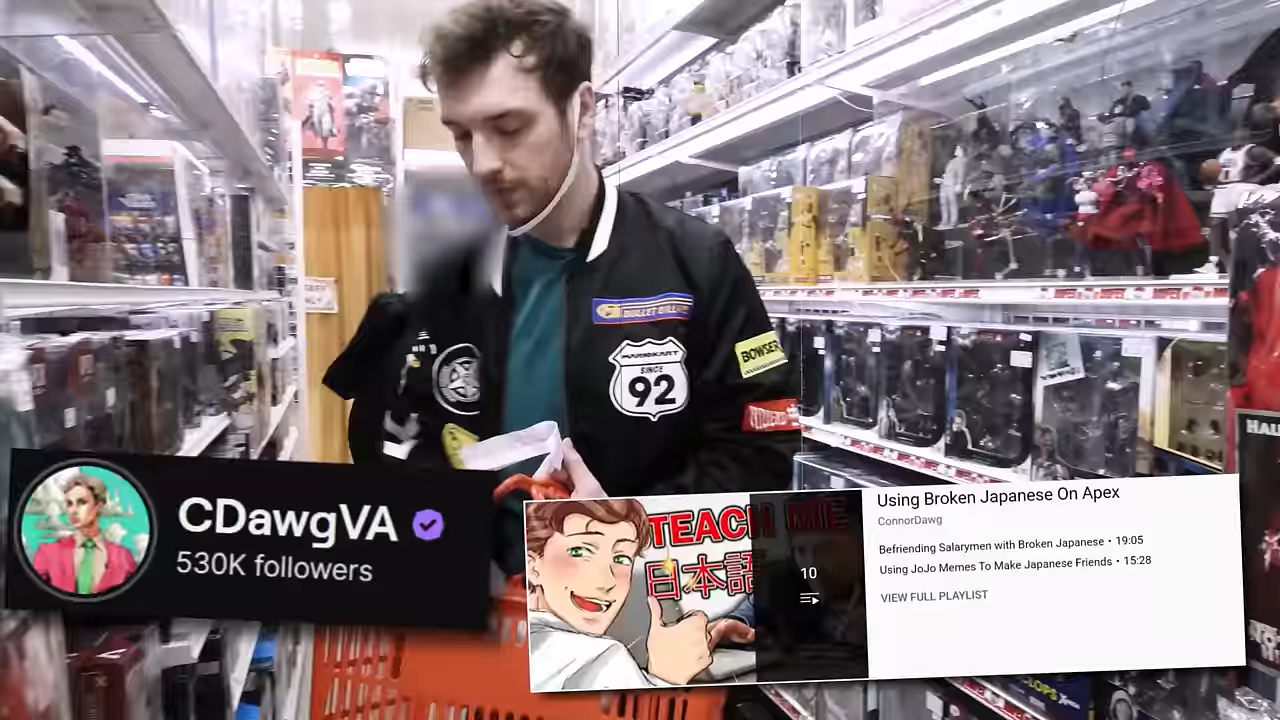 BULLET BILL
MARIOKART
SINCE
92
BOWSER
CDawgVA
530K followers
TEACH ME
日本語
10
Using Broken Japanese On Apex
ConnorDawg
Befriending Salarymen with Broken Japanese • 19:05
Using JoJo Memes To Make Japanese Friends • 15:28
VIEW FULL PLAYLIST